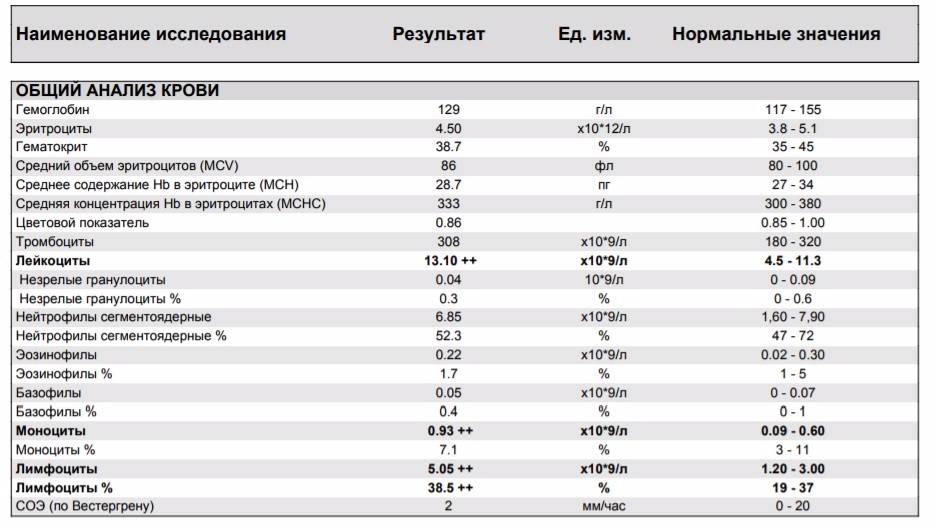 Наименование исследования Результат Ед. изм. Нормальные значения
ОБЩИЙ АНАЛИЗ КРОВИ
Гемоглобин 129 г/л 117 - 155
Эритроциты 4.50 x10*12/л 3.8 - 5.1
Гематокрит 38.7 % 35 - 45
Средний объем эритроцитов (MCV) 86 фл 80 - 100
Среднее содержание Hb в эритроците (MCH) 28.7 пг 27 - 34
Средняя концентрация Hb в эритроцитах (MCHC) 333 г/л 300 - 380
Цветовой показатель 0.86 0.85 - 1.00
Тромбоциты 308 x10*9/л 180 - 320
Лейкоциты 13.10 ++ x10*9/л 4.5 - 11.3
Незрелые гранулоциты 0.04 10*9/л 0 - 0.09
Незрелые гранулоциты % 0.3 % 0 - 0.6
Нейтрофилы сегментоядерные 6.85 x10*9/л 1,60 - 7,90
Нейтрофилы сегментоядерные % 52.3 % 47 - 72
Эозинофилы 0.22 x10*9/л 0.02 - 0.30
Эозинофилы % 1.7 % 1 - 5
Базофилы 0.05 x10*9/л 0 - 0.07
Базофилы % 0.4 % 0 - 1
Моноциты 0.93 ++ x10*9/л 0.09 - 0.60
Моноциты % 7.1 % 3 - 11
Лимфоциты 5.05 ++ x10*9/л 1.20 - 3.00
Лимфоциты % 38.5 ++ % 19 - 37
СОЭ (по Вестергрену) 2 мм/час 0 - 20